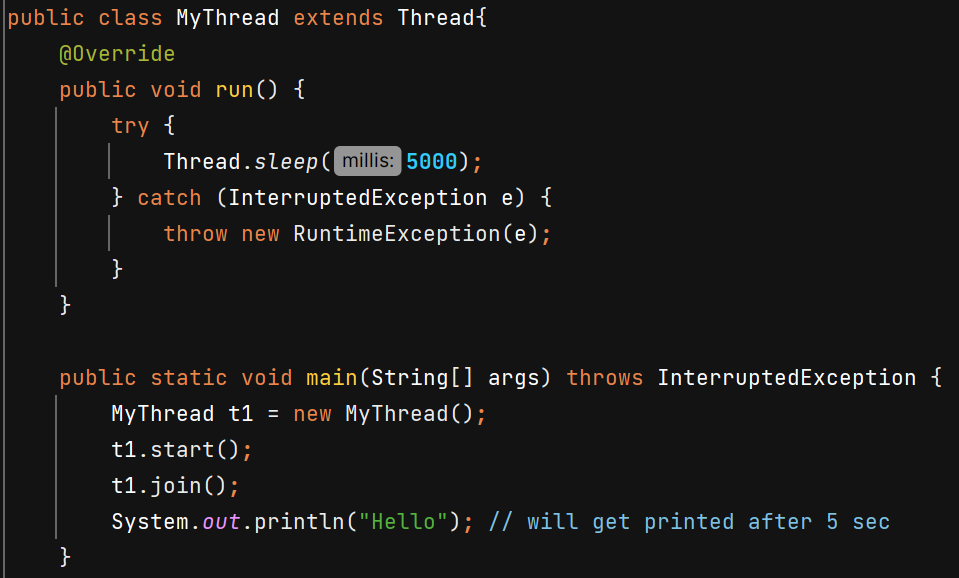 public class MyThread extends Thread{
@Override
public void run() {
try {
Thread.sleep( millis: 5000);
} catch (InterruptedException e) {
throw new RuntimeException(e);
}
}
public static void main(String[] args) throws InterruptedException {
MyThread t1 = new MyThread();
t1.start();
t1.join();
System.out.println("Hello"); // will get printed after 5 sec
}